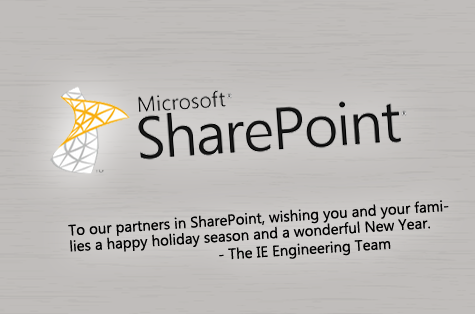 Microsoft
SharePoint
To our partners in SharePoint, wishing you and your fami-
lies a happy holiday season and a wonderful New Year.
- The IE Engineering Team